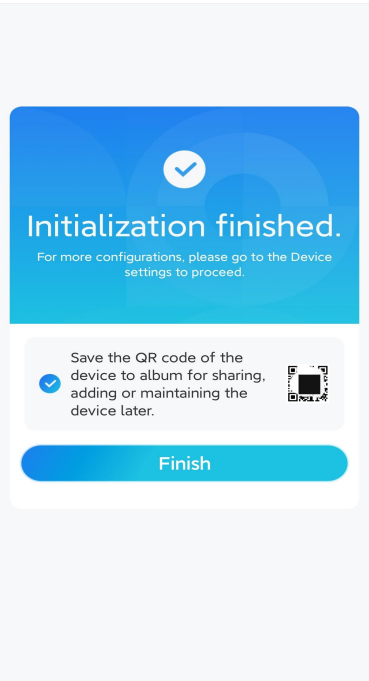 Initialization finished.
For more configurations, please go to the Device
settings to proceed.
Save the QR code of the
device to album for sharing,
adding or maintaining the
device later.
Finish